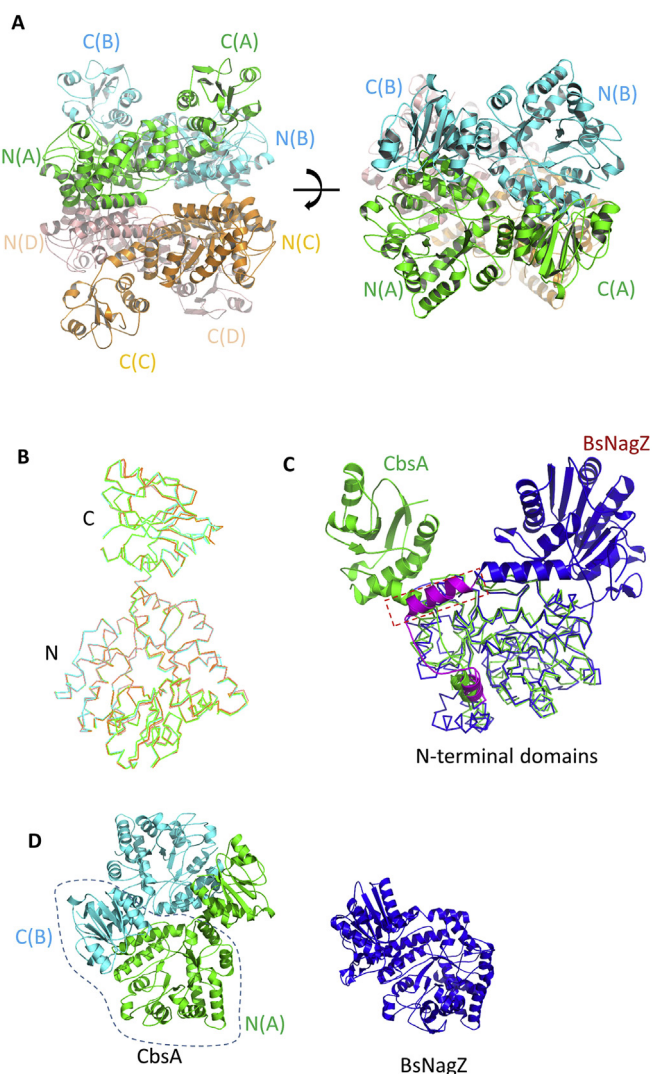 A
C(B)
C(A)
N(A)
N(B)
N(D)
N(C)
C(D)
C(C)
C(B)
N(B)
N(A)
C(A)
B
C
N
C
CbsA
BsNagZ
N-terminal domains
D
C(B)
N(A)
CbsA
BsNagZ